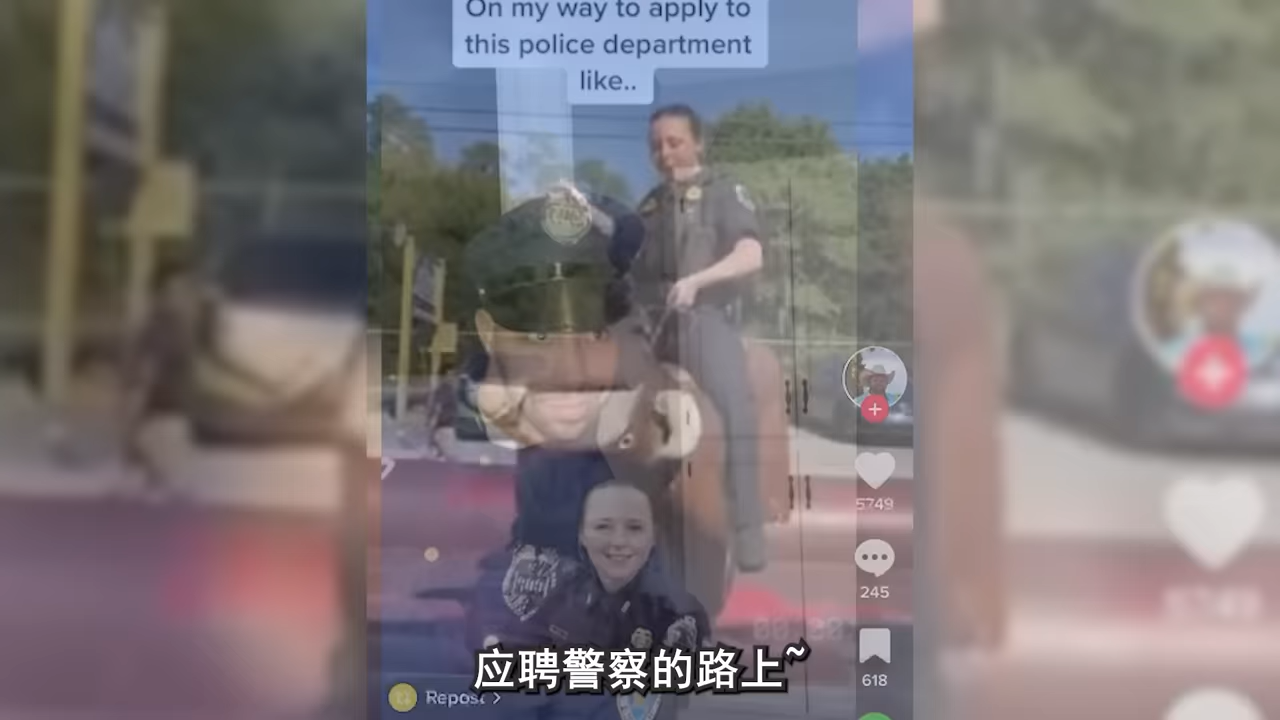 On my way to apply to
this police department
like..
5749
245
618
应聘警察的路上~
Repost >